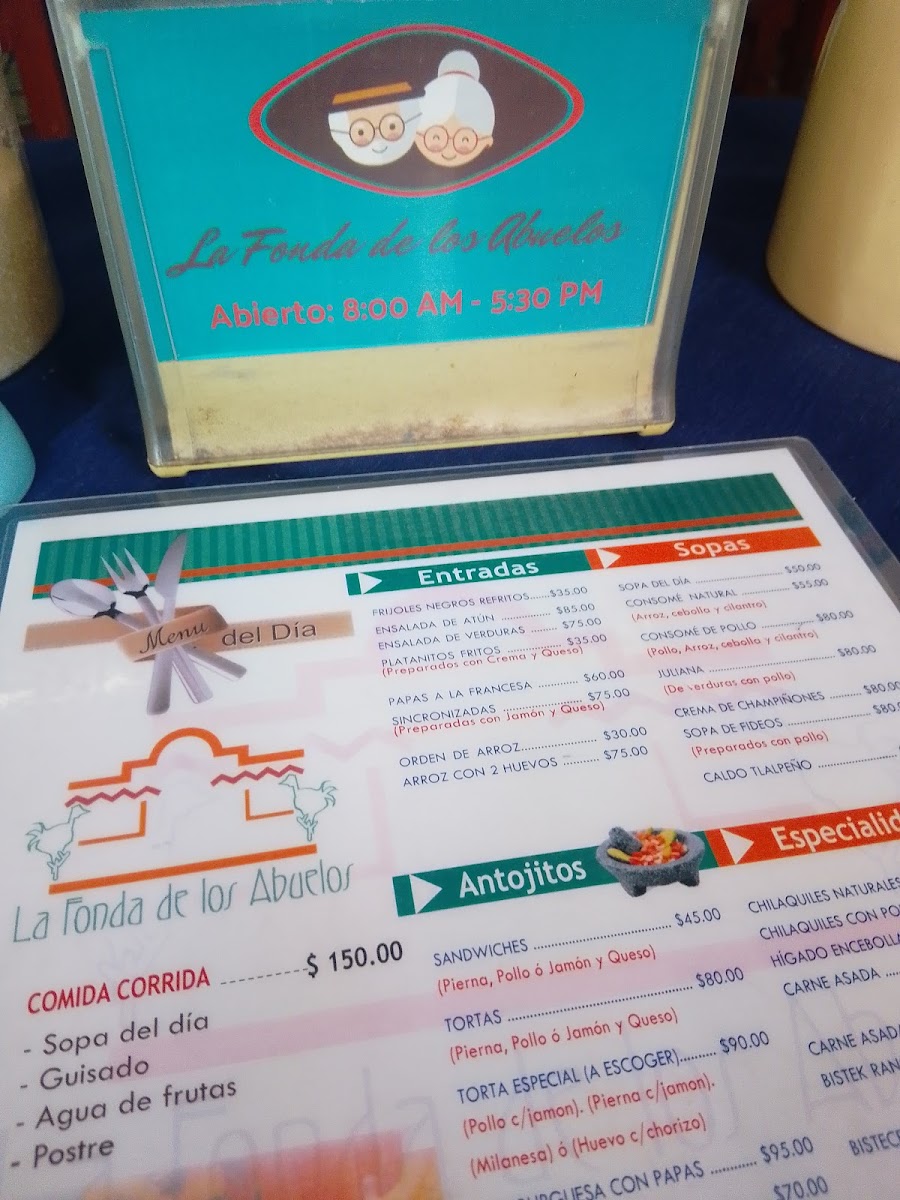 La Fonda de los Abuelos
Abierto: 8:00 AM - 5:30 PM
Menu del Día
La Fonda de los Abuelos
COMIDA CORRIDA ------------ $ 150.00
- Sopa del día
- Guisado
- Agua de frutas
- Postre
Entradas
FRIJOLES NEGROS REFRITOS......$35.00
ENSALADA DE ATÚN ............. $85.00
ENSALADA DE VERDURAS ....... $75.00
PLATANITOS FRITOS ............... $35.00
(Preparados con Crema y Queso)
PAPAS A LA FRANCESA ............ $60.00
SINCRONIZADAS ...................... $75.00
(Preparadas con Jamón y Queso)
ORDEN DE ARROZ...................... $30.00
ARROZ CON 2 HUEVOS ........... $75.00
Sopas
SOPA DEL DÍA ........................ $50.00
CONSOMÉ NATURAL ................ $55.00
(Arroz, cebolla y cilantro)
CONSOMÉ DE POLLO ............... $80.00
(Pollo, Arroz, cebolla y cilantro)
JULIANA ................................ $80.00
(De verduras con pollo)
CREMA DE CHAMPIÑONES .......... $80.00
SOPA DE FIDEOS ...................... $80.
(Preparados con pollo)
CALDO TLALPEÑO ......................
Antojitos
SANDWICHES ................................ $45.00
(Pierna, Pollo ó Jamón y Queso)
TORTAS ........................................ $80.00
(Pierna, Pollo ó Jamón y Queso)
TORTA ESPECIAL (A ESCOGER)......... $90.00
(Pollo c/jamon). (Pierna c/jamon).
(Milanesa) ó (Huevo c/chorizo)
URGUESA CON PAPAS ........... $95.00
$70.00
Especialid
CHILAQUILES NATURALES
CHILAQUILES CON PO
HÍGADO ENCEBOLLA
CARNE ASADA ....
CARNE ASADA
BISTEK RAN
BISTECE